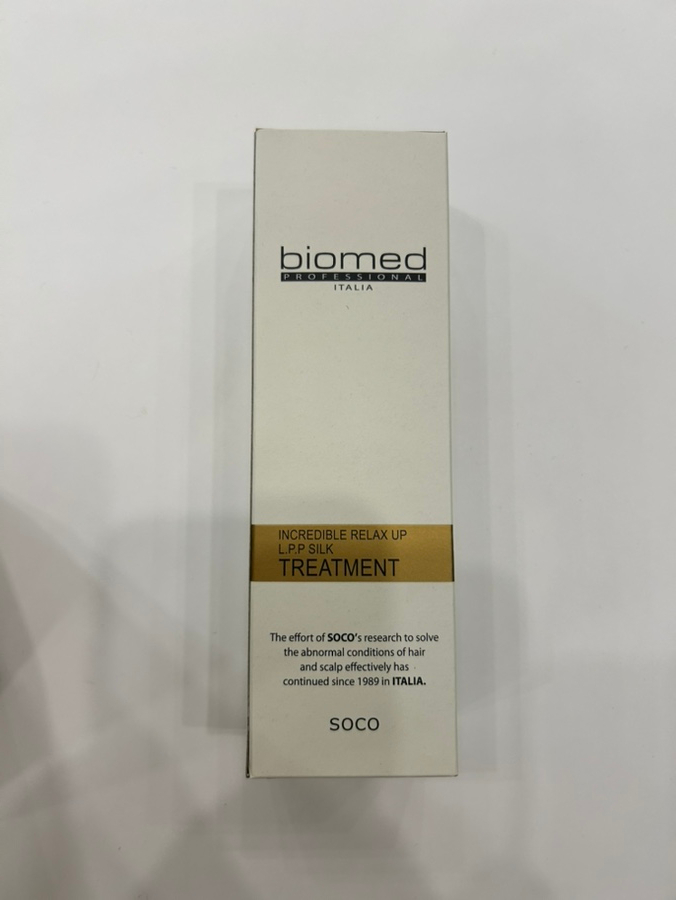 biomed
PROFESSIONAL
ITALIA
INCREDIBLE RELAX UP
L.P.P SILK
TREATMENT
The effort of SOCO's research to solve
the abnormal conditions of hair
and scalp effectively has
continued since 1989 in ITALIA.
SOCO